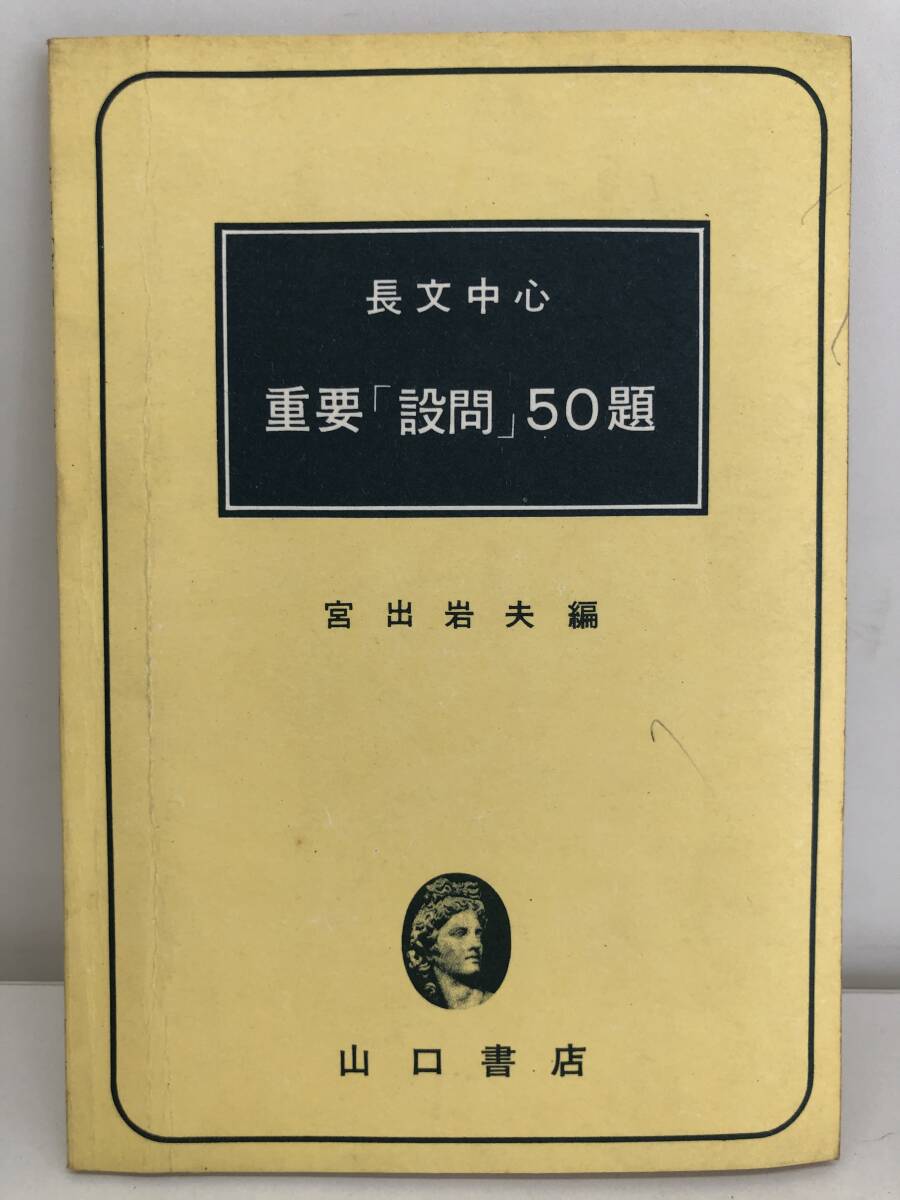 長文中心
重要「設問」50題
宮出岩夫編
山口書店